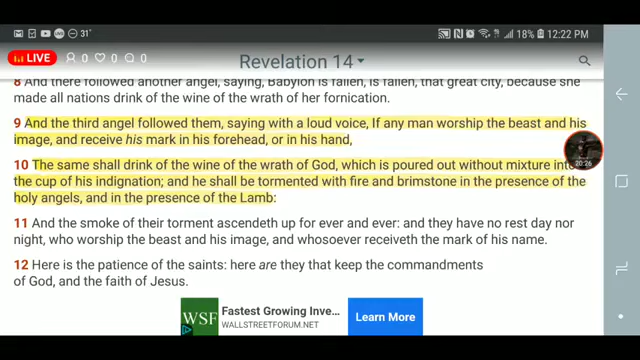 31°
18% 12:22 PM
LIVE 0 0 0
Revelation 14
8 And there followed another angel, saying, Babylon is fallen, is fallen, that great city, because she
made all nations drink of the wine of the wrath of her fornication.
9 And the third angel followed them, saying with a loud voice, If any man worship the beast and his
image, and receive his mark in his forehead, or in his hand,
10 The same shall drink of the wine of the wrath of God, which is poured out without mixture into
the cup of his indignation; and he shall be tormented with fire and brimstone in the presence of the
holy angels, and in the presence of the Lamb:
20:26
11 And the smoke of their torment ascendeth up for ever and ever: and they have no rest day nor
night, who worship the beast and his image, and whosoever receiveth the mark of his name.
12 Here is the patience of the saints: here are they that keep the commandments
of God, and the faith of Jesus.
WSF
Fastest Growing Inve...
WALLSTREETFORUM.NET
Learn More